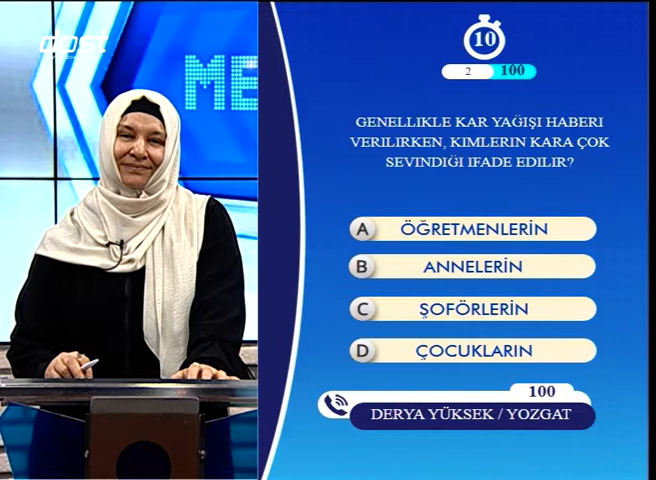 dost
ME
10
2 100
GENELLIKLE KAR YAĞIŞI HABERI
VERILIRKEN, KIMLERIN KARA ÇOK
SEVINDIĞI IFADE EDILIR?
A ÖĞRETMENLERİN
B ANNELERİN
C ŞOFÖRLERİN
D ÇOCUKLARIN
100
DERYA YÜKSEK / YOZGAT